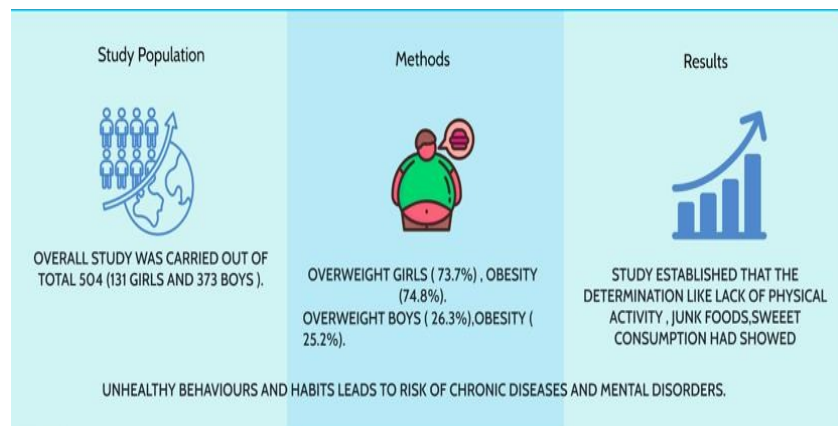 Study Population
OVERALL STUDY WAS CARRIED OUT OF
TOTAL 504 (131 GIRLS AND 373 BOYS ).
Methods
OVERWEIGHT GIRLS ( 73.7%) , OBESITY
(74.8%).
OVERWEIGHT BOYS ( 26.3%),OBESITY (
25.2%).
Results
STUDY ESTABLISHED THAT THE
DETERMINATION LIKE LACK OF PHYSICAL
ACTIVITY , JUNK FOODS,SWEEET
CONSUMPTION HAD SHOWED
UNHEALTHY BEHAVIOURS AND HABITS LEADS TO RISK OF CHRONIC DISEASES AND MENTAL DISORDERS.